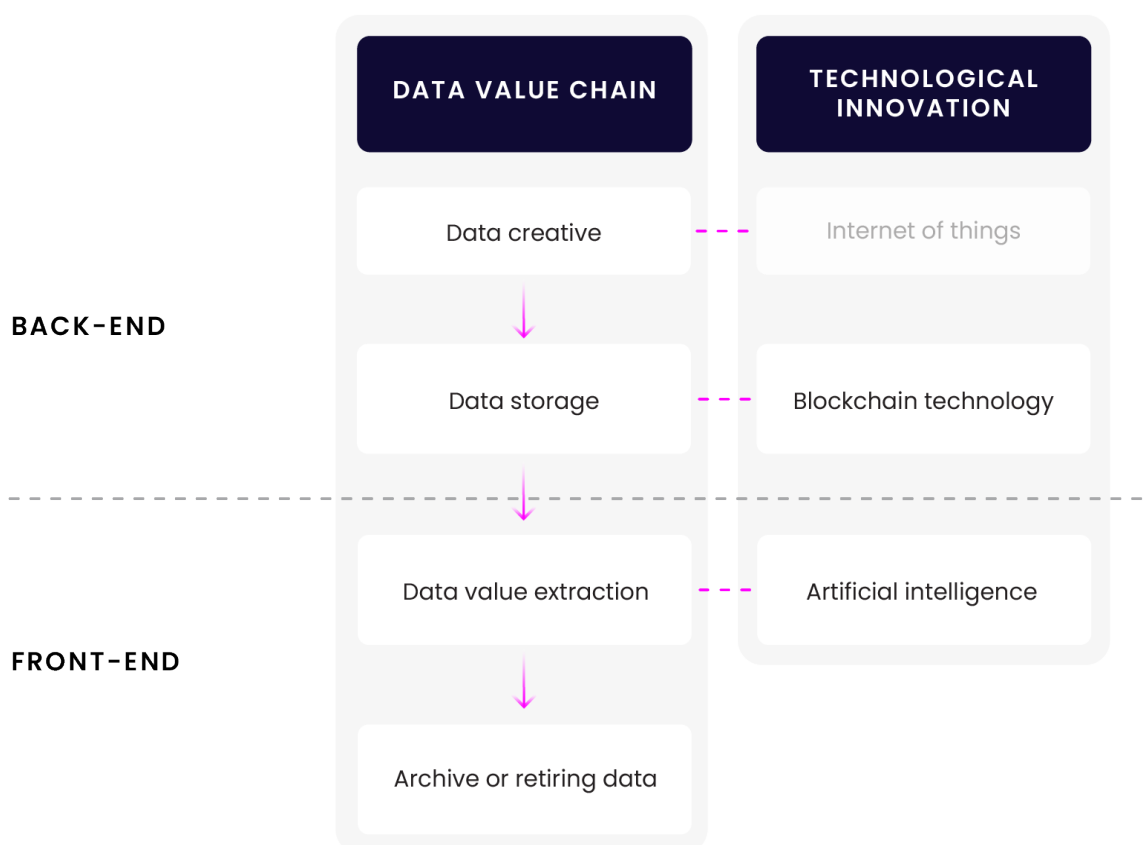 DATA VALUE CHAIN
TECHNOLOGICAL
INNOVATION
Data creative
Internet of things
BACK-END
Data storage
Blockchain technology
Data value extraction
Artificial intelligence
FRONT-END
Archive or retiring data